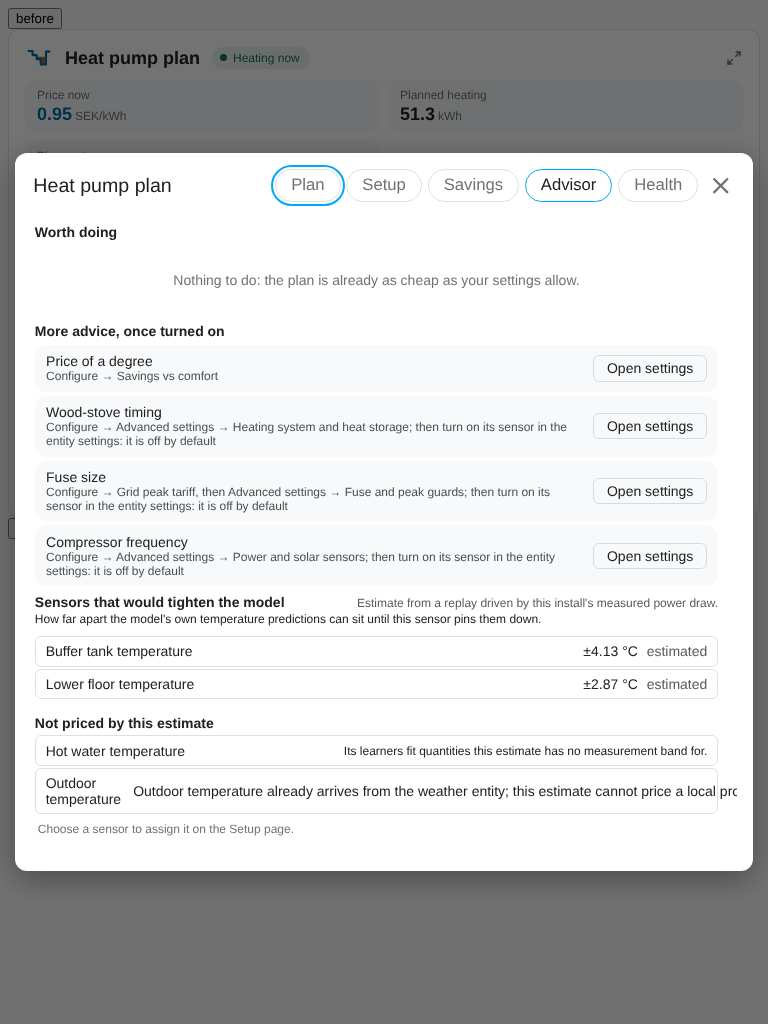 before
Heat pump plan
Heating now
Price now
0.95 SEK/kWh
Planned heating
51.3 kWh
Heat pump plan
Plan
Setup
Savings
Advisor
Health
Worth doing
Nothing to do: the plan is already as cheap as your settings allow.
More advice, once turned on
Price of a degree
Configure → Savings vs comfort
Open settings
Wood-stove timing
Configure → Advanced settings → Heating system and heat storage; then turn on its sensor in the
entity settings: it is off by default
Open settings
Fuse size
Configure → Grid peak tariff, then Advanced settings → Fuse and peak guards; then turn on its
sensor in the entity settings: it is off by default
Open settings
Compressor frequency
Configure → Advanced settings → Power and solar sensors; then turn on its sensor in the entity
settings: it is off by default
Open settings
Sensors that would tighten the model
Estimate from a replay driven by this install's measured power draw.
How far apart the model's own temperature predictions can sit until this sensor pins them down.
Buffer tank temperature
±4.13 °C estimated
Lower floor temperature
±2.87 °C estimated
Not priced by this estimate
Hot water temperature
Its learners fit quantities this estimate has no measurement band for.
Outdoor
temperature
Outdoor temperature already arrives from the weather entity; this estimate cannot price a local
Choose a sensor to assign it on the Setup page.